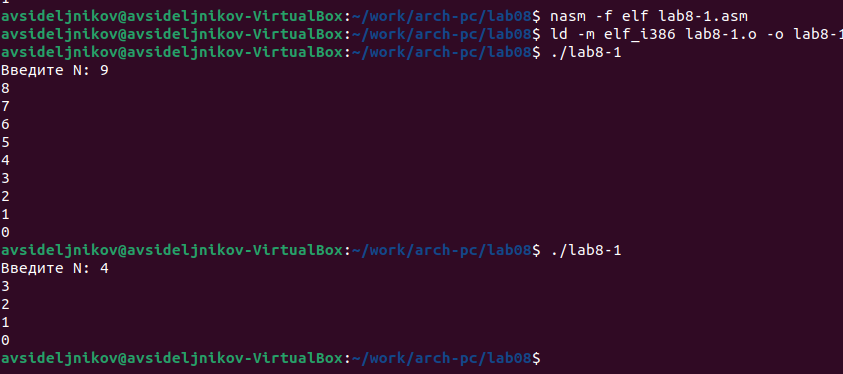 1
avsideljnikov@avsideljnikov-VirtualBox:~/work/arch-pc/lab08$ nasm -f elf lab8-1.asm
avsideljnikov@avsideljnikov-VirtualBox:~/work/arch-pc/lab08$ ld -m elf_i386 lab8-1.o -o lab8-1
avsideljnikov@avsideljnikov-VirtualBox:~/work/arch-pc/lab08$ ./lab8-1
Введите N: 9
8
7
6
5
4
3
2
1
0
avsideljnikov@avsideljnikov-VirtualBox:~/work/arch-pc/lab08$ ./lab8-1
Введите N: 4
3
2
1
0
avsideljnikov@avsideljnikov-VirtualBox:~/work/arch-pc/lab08$